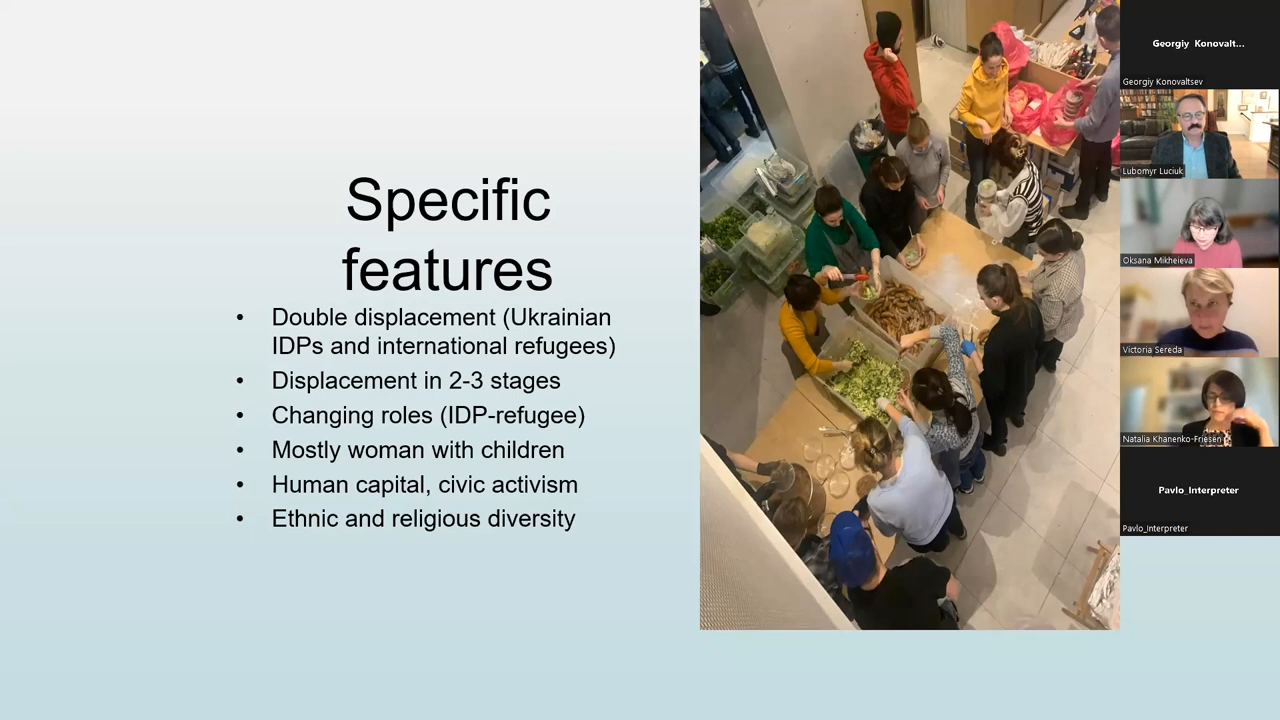 Specific
features
• Double displacement (Ukrainian
IDPs and international refugees)
• Displacement in 2-3 stages
• Changing roles (IDP-refugee)
• Mostly woman with children
• Human capital, civic activism
• Ethnic and religious diversity
Georgiy Konovalt...
Georgiy Konovaltsev
Lubomyr Luciuk
Oksana Mikheieva
Victoria Sereda
Natalia Khanenko-Friesen
Pavlo_Interpreter
Pavlo_Interpreter